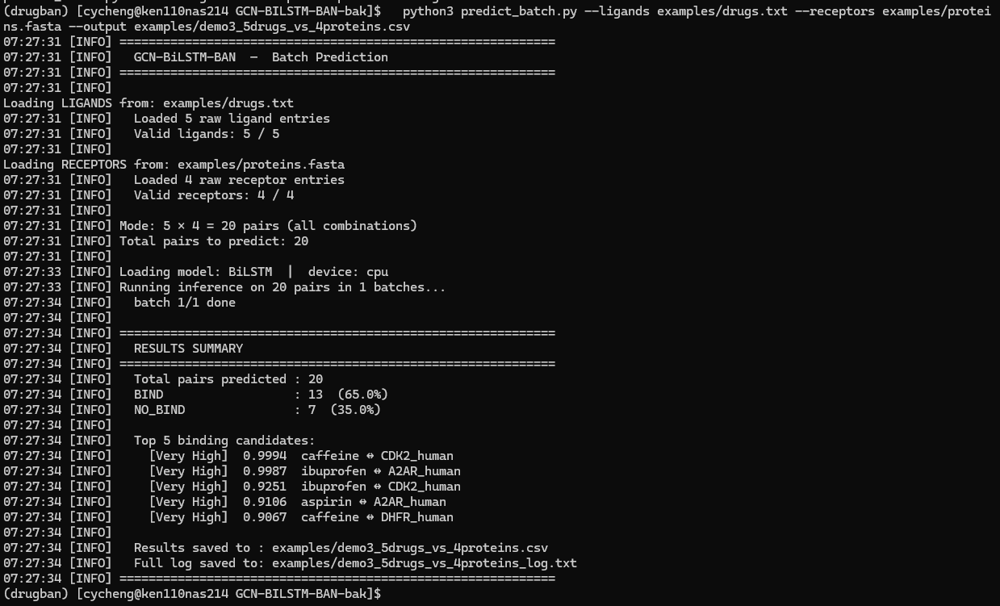 (drugban) [cycheng@ken110nas214 GCN-BILSTM-BAN-bak]$   python3 predict_batch.py --ligands examples/drugs.txt --receptors examples/protei
ns.fasta --output examples/demo3_5drugs_vs_4proteins.csv
07:27:31 [INFO] ============================================================
07:27:31 [INFO]   GCN-BiLSTM-BAN  —  Batch Prediction
07:27:31 [INFO] ============================================================
07:27:31 [INFO]
Loading LIGANDS from: examples/drugs.txt
07:27:31 [INFO]   Loaded 5 raw ligand entries
07:27:31 [INFO]   Valid ligands: 5 / 5
07:27:31 [INFO]
Loading RECEPTORS from: examples/proteins.fasta
07:27:31 [INFO]   Loaded 4 raw receptor entries
07:27:31 [INFO]   Valid receptors: 4 / 4
07:27:31 [INFO]
07:27:31 [INFO] Mode: 5 × 4 = 20 pairs (all combinations)
07:27:31 [INFO] Total pairs to predict: 20
07:27:31 [INFO]
07:27:33 [INFO] Loading model: BiLSTM  |  device: cpu
07:27:33 [INFO] Running inference on 20 pairs in 1 batches...
07:27:34 [INFO]   batch 1/1 done
07:27:34 [INFO]
07:27:34 [INFO] ============================================================
07:27:34 [INFO]   RESULTS SUMMARY
07:27:34 [INFO] ============================================================
07:27:34 [INFO]   Total pairs predicted : 20
07:27:34 [INFO]   BIND                  : 13  (65.0%)
07:27:34 [INFO]   NO_BIND               : 7  (35.0%)
07:27:34 [INFO]
07:27:34 [INFO]   Top 5 binding candidates:
07:27:34 [INFO]     [Very High]  0.9994  caffeine ↔ CDK2_human
07:27:34 [INFO]     [Very High]  0.9987  ibuprofen ↔ A2AR_human
07:27:34 [INFO]     [Very High]  0.9251  ibuprofen ↔ CDK2_human
07:27:34 [INFO]     [Very High]  0.9106  aspirin ↔ A2AR_human
07:27:34 [INFO]     [Very High]  0.9067  caffeine ↔ DHFR_human
07:27:34 [INFO]
07:27:34 [INFO]   Results saved to : examples/demo3_5drugs_vs_4proteins.csv
07:27:34 [INFO]   Full log saved to: examples/demo3_5drugs_vs_4proteins_log.txt
07:27:34 [INFO] ============================================================
(drugban) [cycheng@ken110nas214 GCN-BILSTM-BAN-bak]$